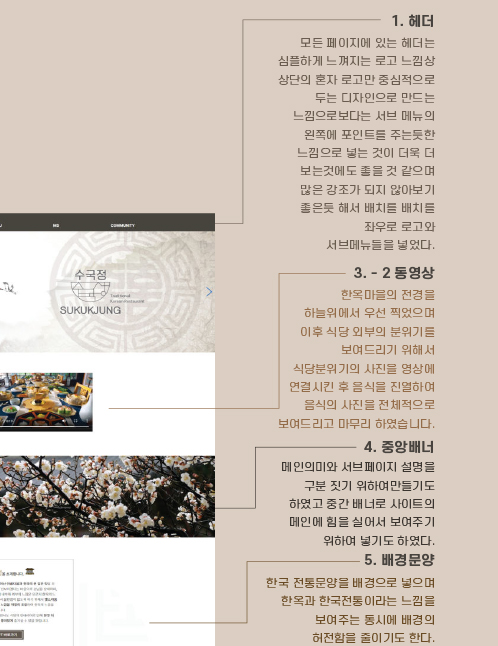 1. 헤더
모든 페이지에 있는 헤더는
심플하게 느껴지는 로고 느낌상
상단의 혼자 로고만 중심적으로
두는 디자인으로 만드는
느낌으로보다는 서브 메뉴의
왼쪽에 포인트를 주는듯한
느낌으로 넣는 것이 더욱 더
보는것에도 좋을 것 같으며
많은 강조가 되지 않아보기
좋은듯 해서 배치를 배치를
좌우로 로고와
서브메뉴들을 넣었다.
COMMUNITY
수국정
SUKUKJUNG
3. - 2 동영상
한옥마을의 전경을
하늘위에서 우선 찍었으며
이후 식당 외부의 분위기를
보여드리기 위해서
식당분위기의 사진을 영상에
연결시킨 후 음식을 진열하여
음식의 사진을 전체적으로
보여드리고 마무리 하였습니다.
4. 중앙배너
메인의미와 서브페이지 설명을
구분 짓기 위하여만들기도
하였고 중간 배너로 사이트의
메인에 힘을 실어서 보여주기
위하여 넣기도 하였다.
5. 배경문양
한국 전통문양을 배경으로 넣으며
한옥과 한국전통이라는 느낌을
보여주는 동시에 배경의
허전함을 줄이기도 한다.